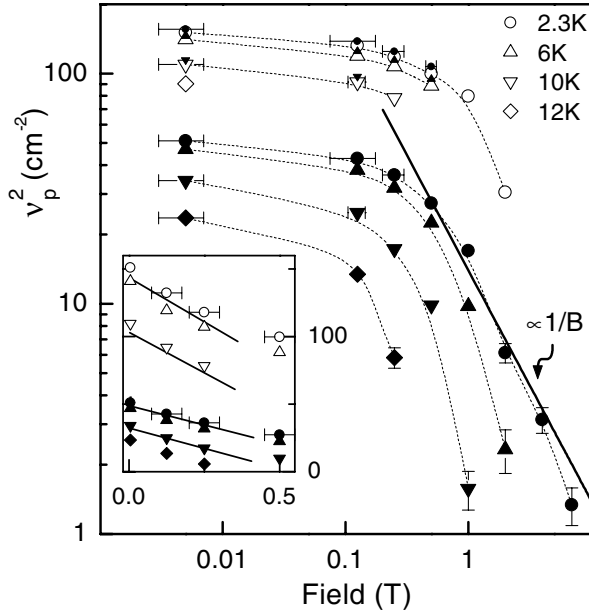 2.3K
6K
10K
12K
100
10
1
ν_p^2 (cm^-2)
∝1/B
100
0
0.0
0.5
0.01
0.1
1
Field (T)